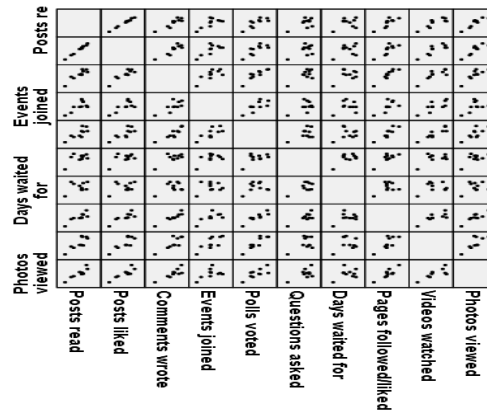 Posts re
Events
joined
Days waited
for
Photos
viewed
Posts read
Posts liked
Comments wrote
Events joined
Polls voted
Questions asked
Days waited for
Pages followed/liked
Videos watched
Photos viewed